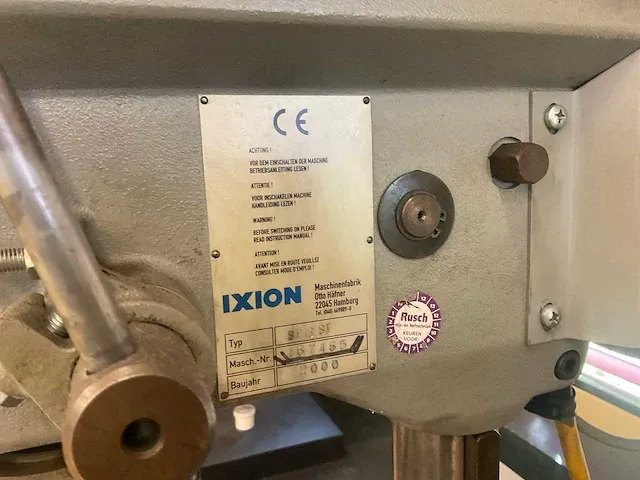 CE
ACHTUNG !
VOR DEM EINSCHALTEN DER MASCHINE
BETRIEBSANLEITUNG LESEN !
ATTENTIE !
VOOR INSCHAKELEN MACHINE
HANDLEIDING LEZEN !
WARNING !
BEFORE SWITCHING ON PLEASE
READ INSTRUCTION MANUAL !
ATTENTION !
AVANT MISE EN ROUTE VEUILLEZ
CONSULTER MODE D'EMPLOI !
IXION
Maschinenfabrik
Otto Häfner
22045 Hamburg
Typ
Masch.-Nr.
Baujahr 2000
Rusch
KEUREN
VOOR